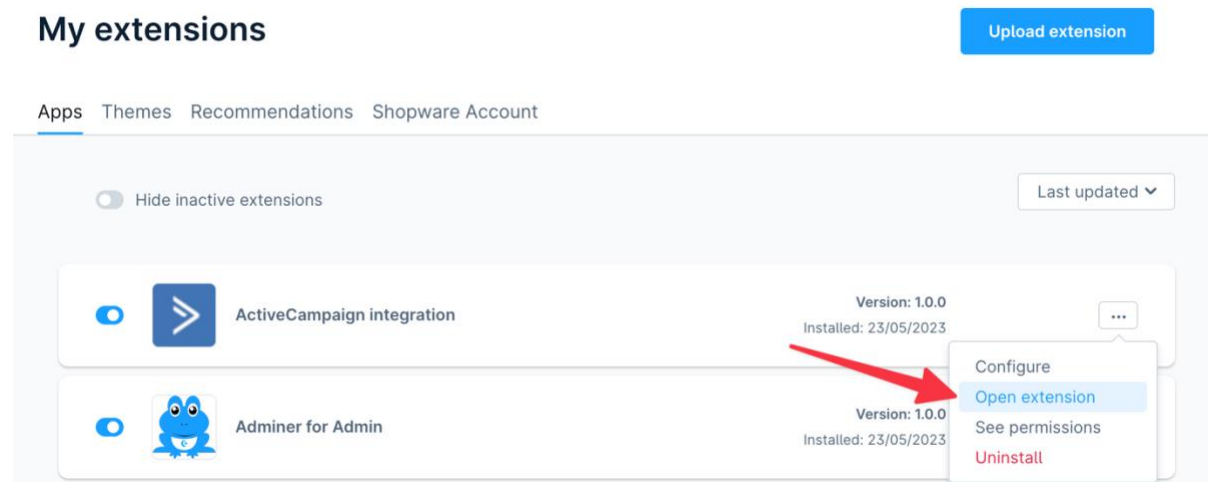 My extensions
Upload extension
Apps Themes Recommendations Shopware Account
Hide inactive extensions
Last updated
ActiveCampaign integration
Version: 1.0.0
Installed: 23/05/2023
...
Configure
Open extension
See permissions
Uninstall
Adminer for Admin
Version: 1.0.0
Installed: 23/05/2023